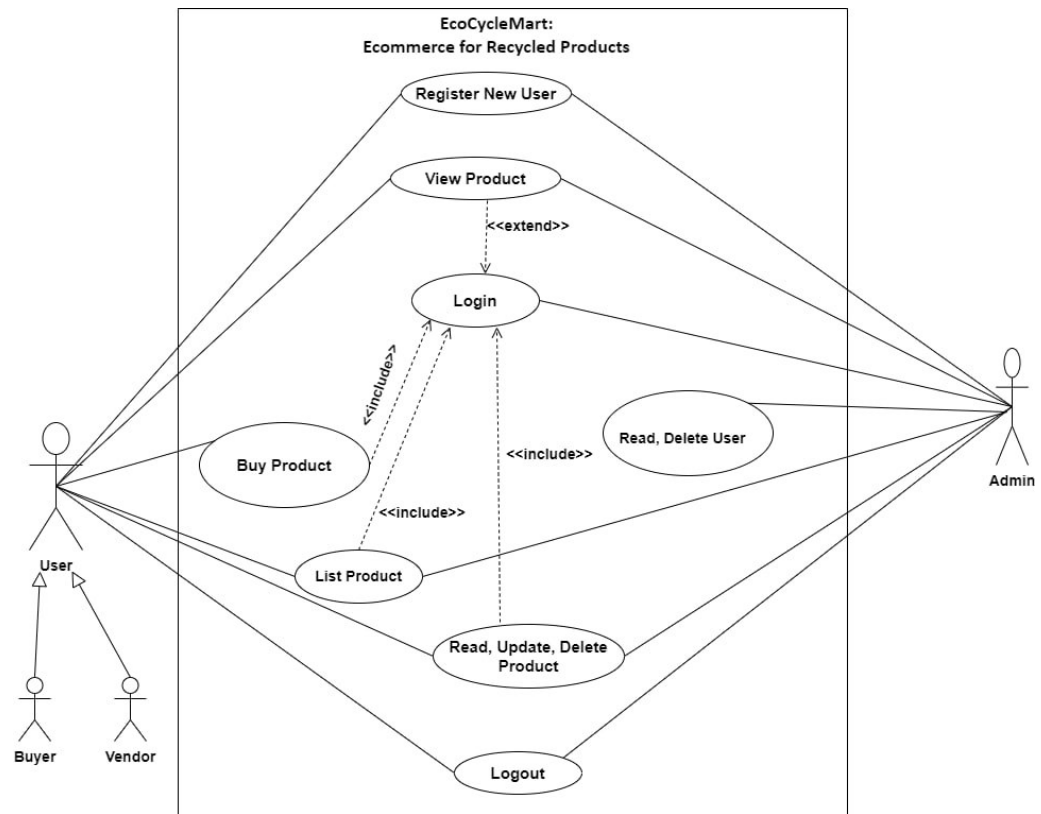 EcoCycleMart:
Ecommerce for Recycled Products
Register New User
View Product
<<extend>>
Login
<<include>>
Read, Delete User
Buy Product
<<include>>
Admin
<<include>>
User
List Product
Read, Update, Delete
Product
Buyer
Vendor
Logout